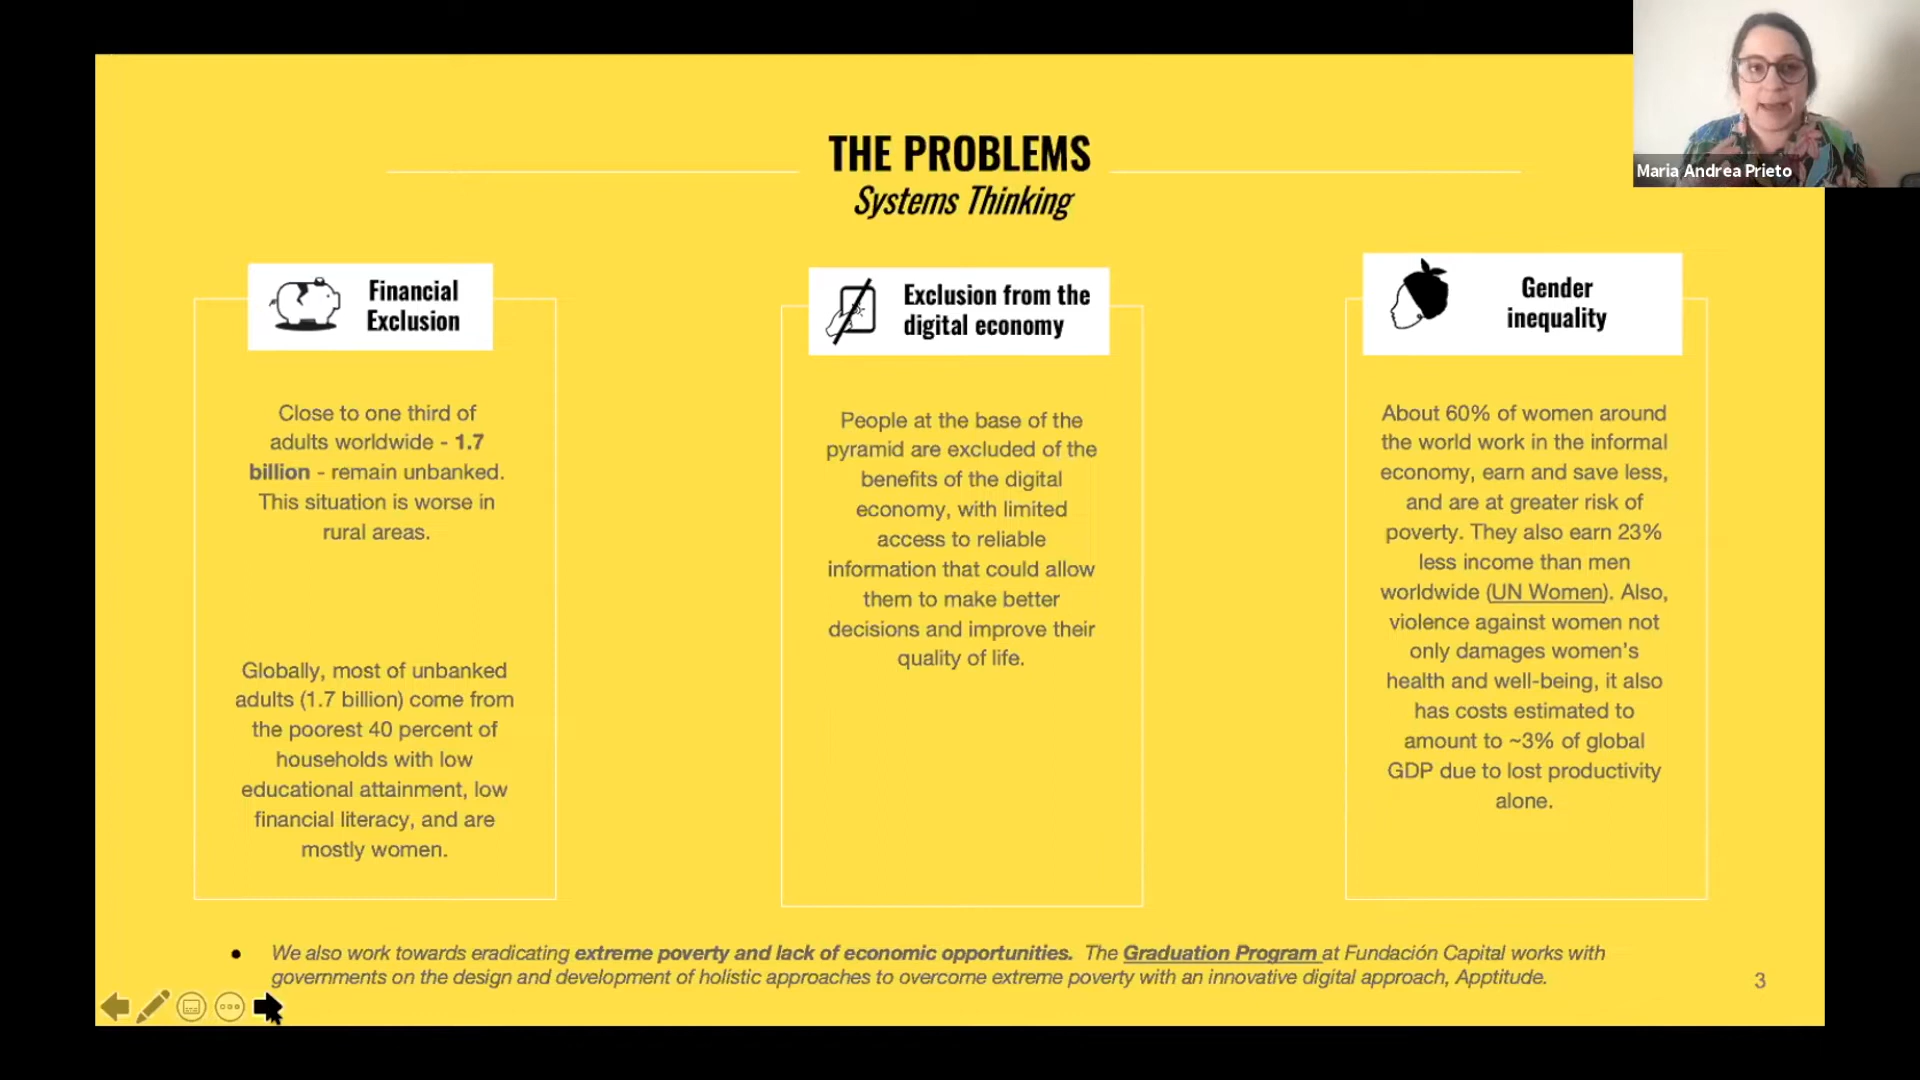 THE PROBLEMS
Systems Thinking
Maria Andrea Prieto
Financial
Exclusion
Close to one third of
adults worldwide - 1.7
billion - remain unbanked.
This situation is worse in
rural areas.
Globally, most of unbanked
adults (1.7 billion) come from
the poorest 40 percent of
households with low
educational attainment, low
financial literacy, and are
mostly women.
Exclusion from the
digital economy
People at the base of the
pyramid are excluded of the
benefits of the digital
economy, with limited
access to reliable
information that could allow
them to make better
decisions and improve their
quality of life.
Gender
inequality
About 60% of women around
the world work in the informal
economy, earn and save less,
and are at greater risk of
poverty. They also earn 23%
less income than men
worldwide (UN Women). Also,
violence against women not
only damages women’s
health and well-being, it also
has costs estimated to
amount to ~3% of global
GDP due to lost productivity
alone.
• We also work towards eradicating extreme poverty and lack of economic opportunities. The Graduation Program at Fundación Capital works with
governments on the design and development of holistic approaches to overcome extreme poverty with an innovative digital approach, Apptitude.
3